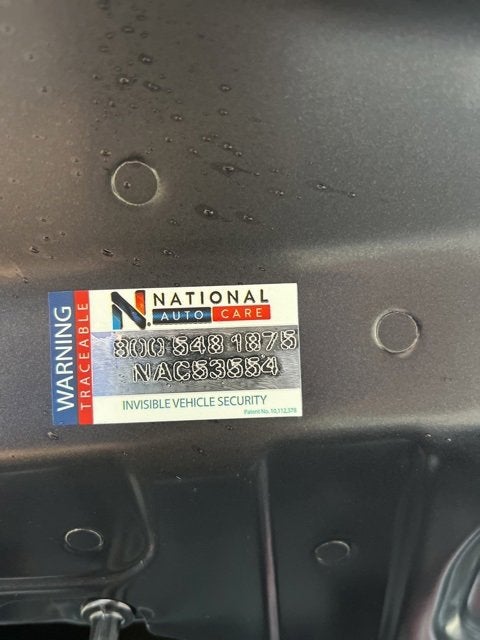 WARNING
TRACEABLE
N. NATIONAL
AUTO CARE
800 548 1875
NAC53554
INVISIBLE VEHICLE SECURITY
Patent No. 10,112,578